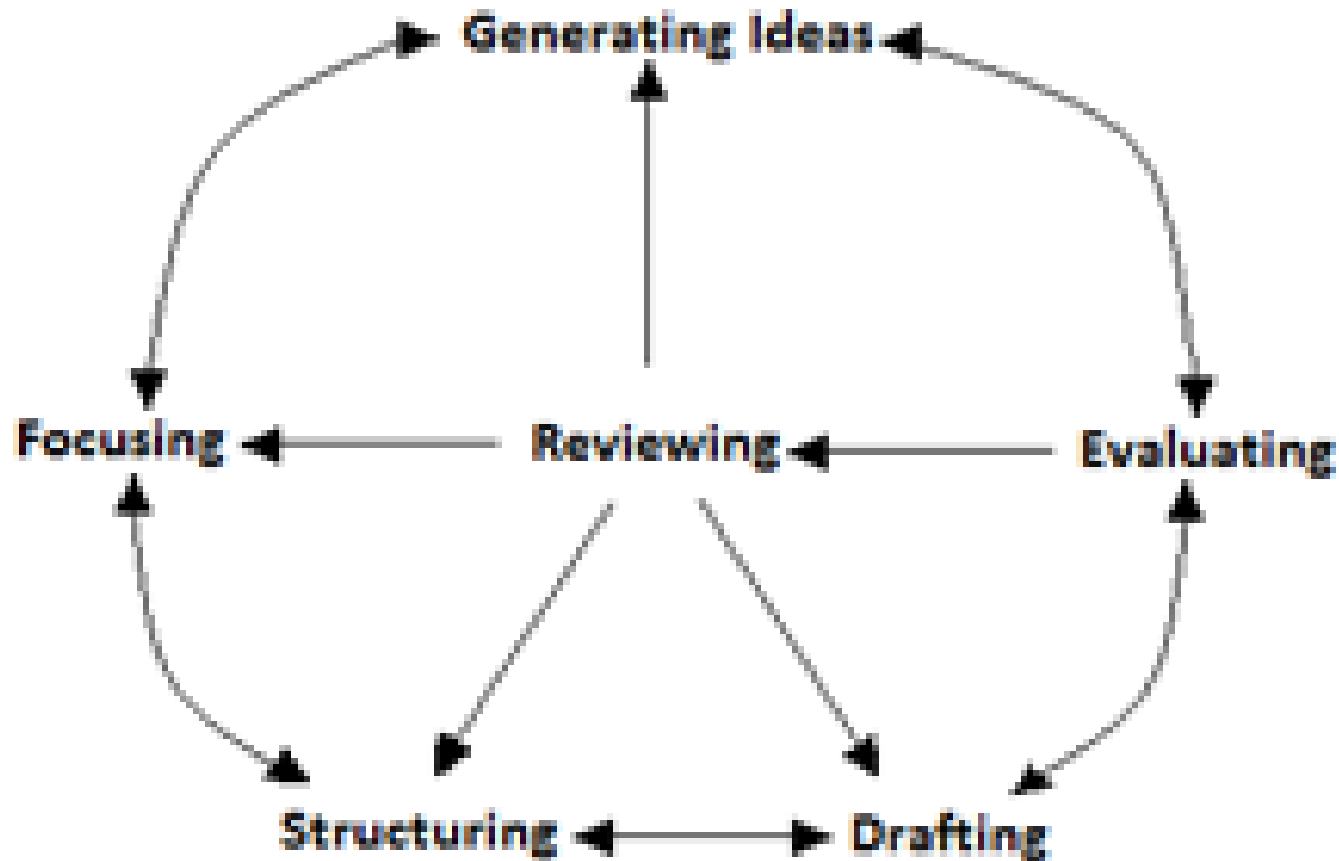 Generating Ideas
Focusing
Reviewing
Evaluating
Structuring
Drafting